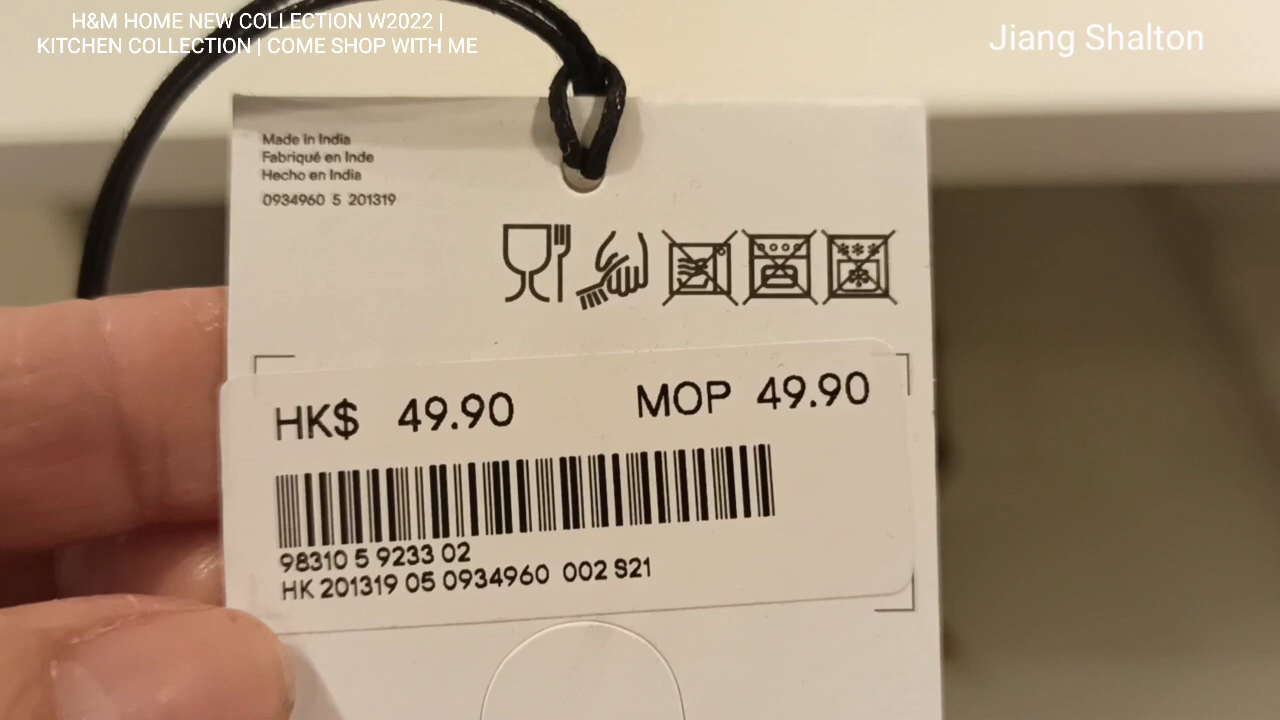 H&M HOME NEW COLLECTION W2022 |
KITCHEN COLLECTION | COME SHOP WITH ME
Jiang Shalton
Made in India
Fabriqué en Inde
Hecho en India
0934960 5 201319
HK$ 49.90 MOP 49.90
98310 5 9233 02
HK 201319 05 0934960 002 S21